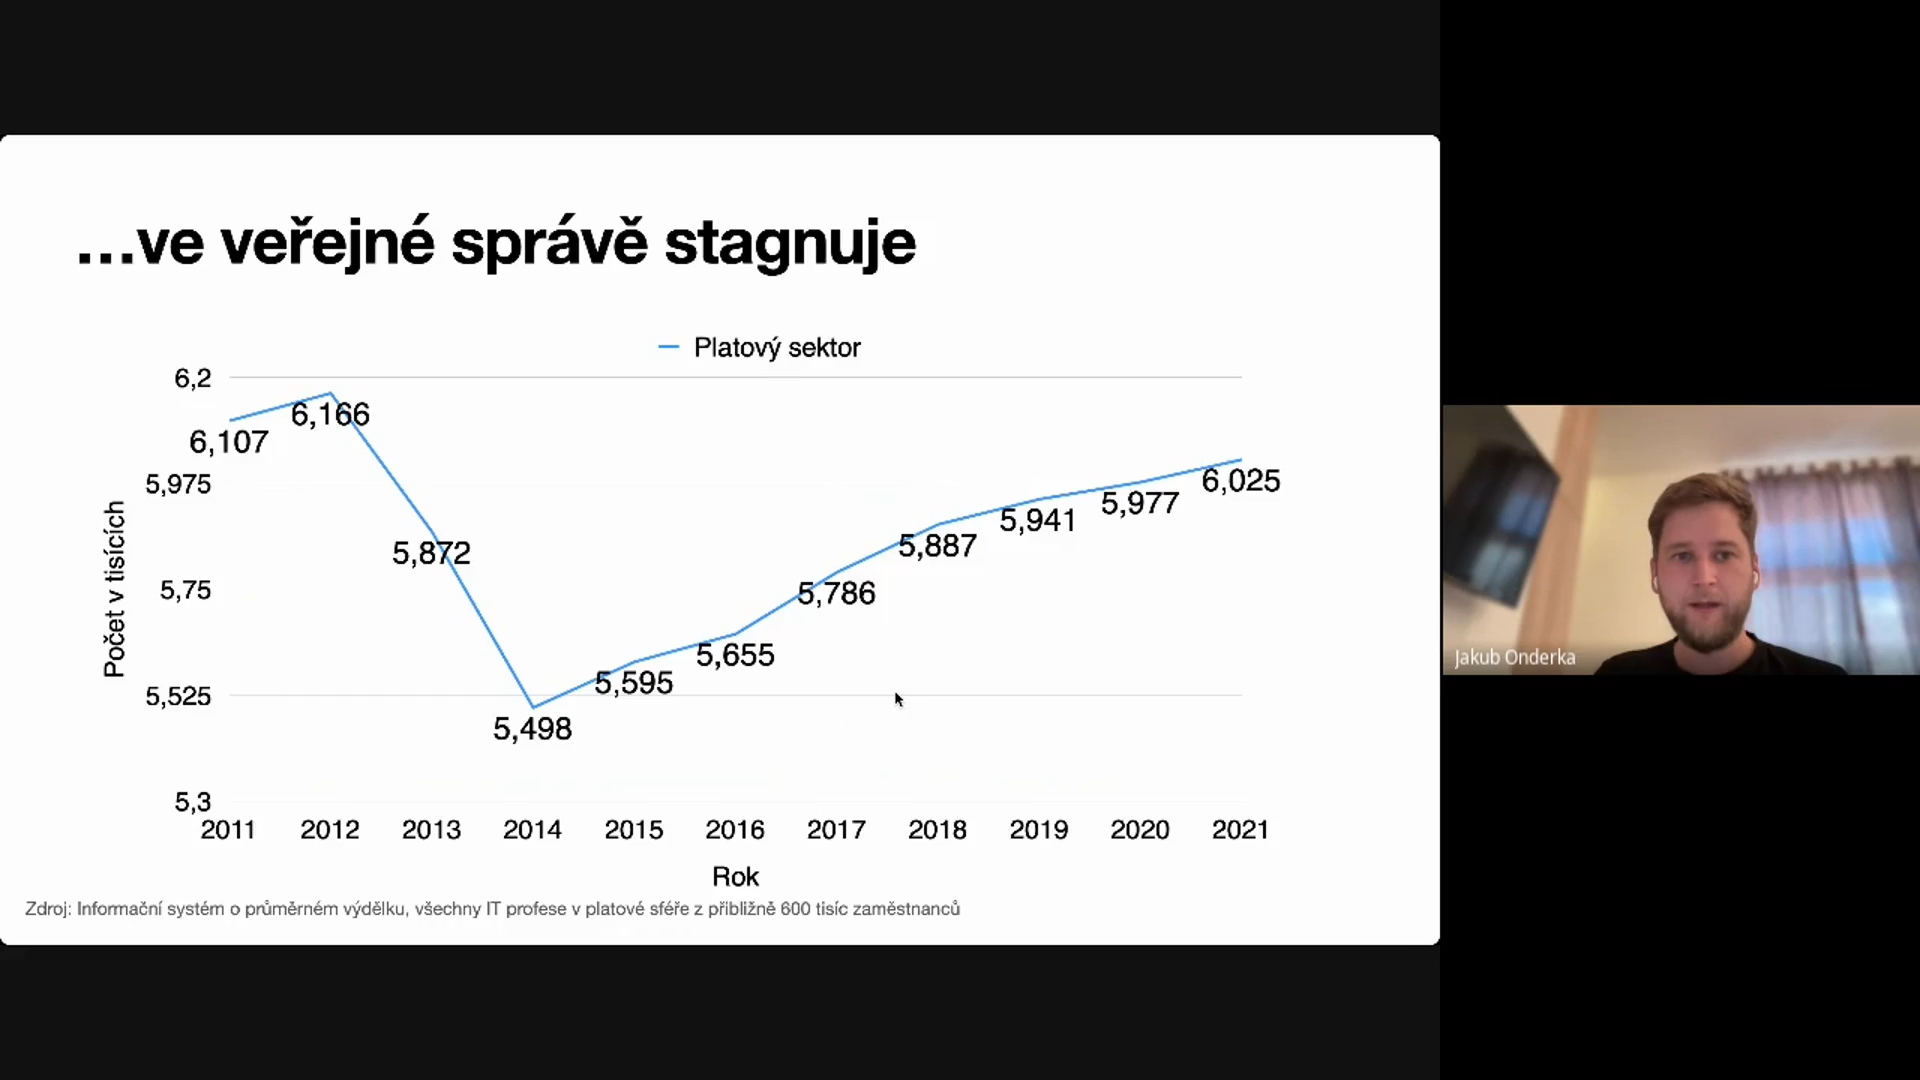 …ve veřejné správě stagnuje
Platový sektor
6,2
5,975
5,75
5,525
5,3
Počet v tisících
6,107
6,166
5,872
5,498
5,595
5,655
5,786
5,887
5,941
5,977
6,025
2011 2012 2013 2014 2015 2016 2017 2018 2019 2020 2021
Rok
Zdroj: Informační systém o průměrném výdělku, všechny IT profese v platové sféře z přibližně 600 tisíc zaměstnanců
Jakub Onderka